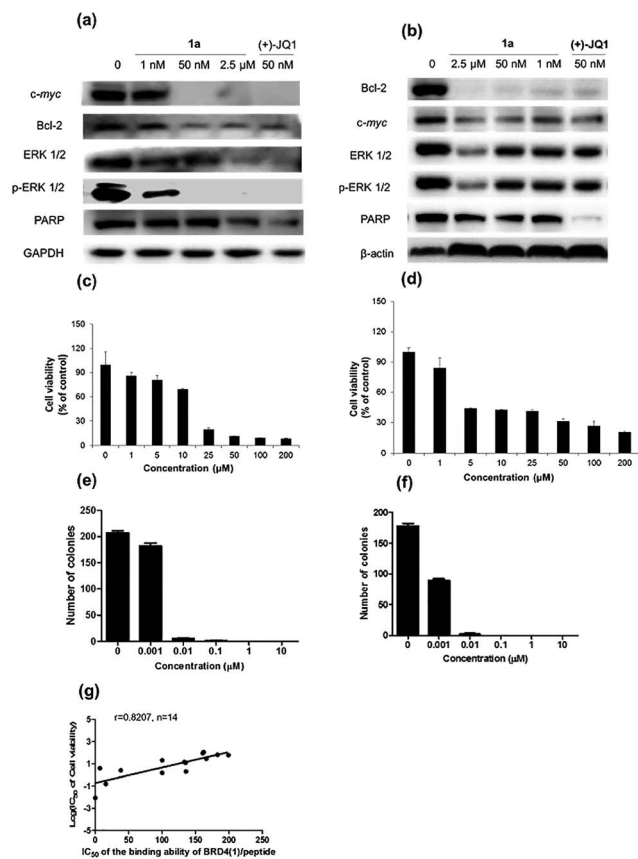 (a)
1a (+)-JQ1
0 1 nM 50 nM 2.5 µM 50 nM
c-myc
Bcl-2
ERK 1/2
p-ERK 1/2
PARP
GAPDH
(b)
1a (+)-JQ1
0 2.5 µM 50 nM 1 nM 50 nM
Bcl-2
c-myc
ERK 1/2
p-ERK 1/2
PARP
β-actin
(c)
Cell viability
(% of control)
150
120
90
60
30
0
0 1 5 10 25 50 100 200
Concentration (µM)
(d)
Cell viability
(% of control)
150
120
90
60
30
0
0 1 5 10 25 50 100 200
Concentration (µM)
(e)
Number of colonies
250
200
150
100
50
0
0 0.001 0.01 0.1 1 10
Concentration (µM)
(f)
Number of colonies
200
150
100
50
0
0 0.001 0.01 0.1 1 10
Concentration (µM)
(g)
r=0.8207, n=14
Log(IC50 of Cell viability)
5
3
1
-1
-3
-5
0 50 100 150 200 250
IC50 of the binding ability of BRD4(1)/peptide